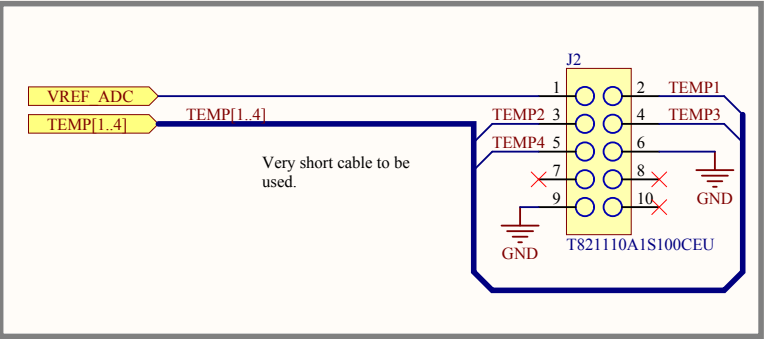 J2
VREF_ADC
1
2
TEMP1
TEMP[1..4]
TEMP[1..4]
TEMP2
3
4
TEMP3
Very short cable to be
used.
TEMP4
5
6
7
8
GND
9
10
GND
T821110A1S100CEU